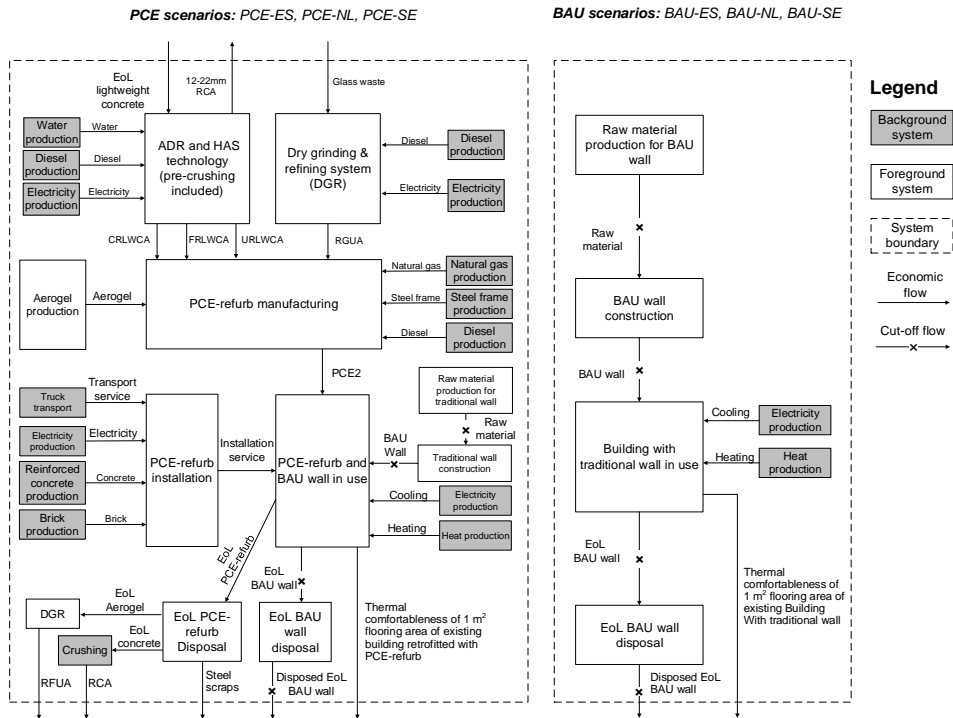 PCE scenarios: PCE-ES, PCE-NL, PCE-SE
EoL
lightweight
concrete
12-22mm
RCA
Glass waste
Water
production
Water
Diesel
production
Diesel
Electricity
production
Electricity
ADR and HAS
technology
(pre-crushing
included)
Dry grinding &
refining system
(DGR)
Diesel
Diesel
production
Electricity
Electricity
production
CRLWCA
FRLWCA
URLWCA
RGUA
Aerogel
production
Aerogel
PCE-refurb manufacturing
Natural gas
Natural gas
production
Steel frame
Steel frame
production
Diesel
Diesel
production
PCE2
Truck
transport
Transport
service
Electricity
production
Electricity
Reinforced
concrete
production
Concrete
Brick
production
Brick
PCE-refurb
installation
Installation
service
PCE-refurb and
BAU wall in use
Raw material
production for
traditional wall
Raw
material
BAU
Wall
Traditional wall
construction
Cooling
Electricity
production
Heating
Heat production
EoL
PCE-refurb
EoL
BAU wall
DGR
EoL
Aerogel
EoL
concrete
Crushing
EoL PCE-
refurb
Disposal
EoL BAU
wall
disposal
Thermal
comfortableness of 1 m²
flooring area of existing
building retrofitted with
PCE-refurb
RFUA
RCA
Steel
scraps
Disposed EoL
BAU wall
BAU scenarios: BAU-ES, BAU-NL, BAU-SE
Raw material
production for BAU
wall
Raw
material
BAU wall
construction
BAU wall
Building with
traditional wall in use
Cooling
Electricity
production
Heating
Heat
production
EoL
BAU wall
EoL BAU wall
disposal
Thermal
comfortableness of
1 m² flooring area of
existing Building
With traditional wall
Disposed EoL
BAU wall
Legend
Background
system
Foreground
system
System
boundary
Economic
flow
Cut-off flow